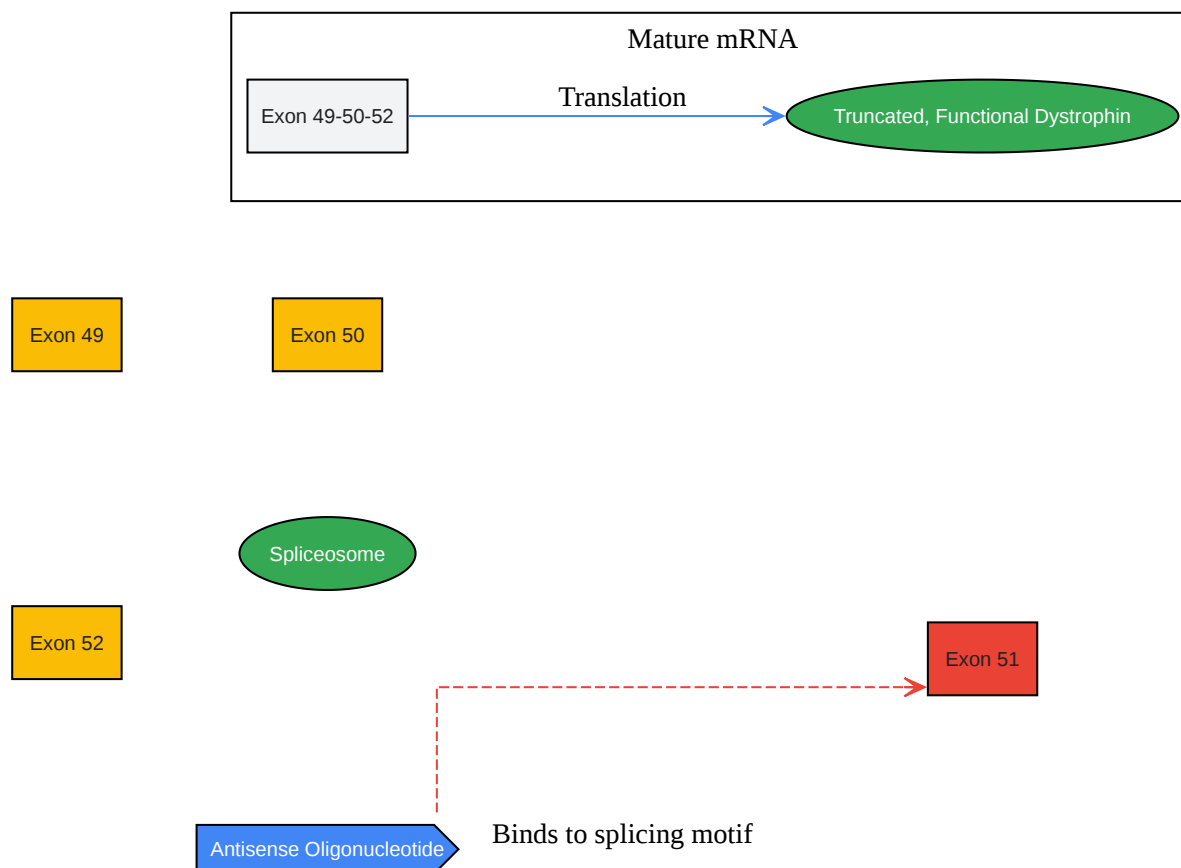 Mature mRNA
Exon 49-50-52
Translation
Truncated, Functional Dystrophin
Exon 49
Exon 50
Spliceosome
Exon 52
Exon 51
Antisense Oligonucleotide
Binds to splicing motif